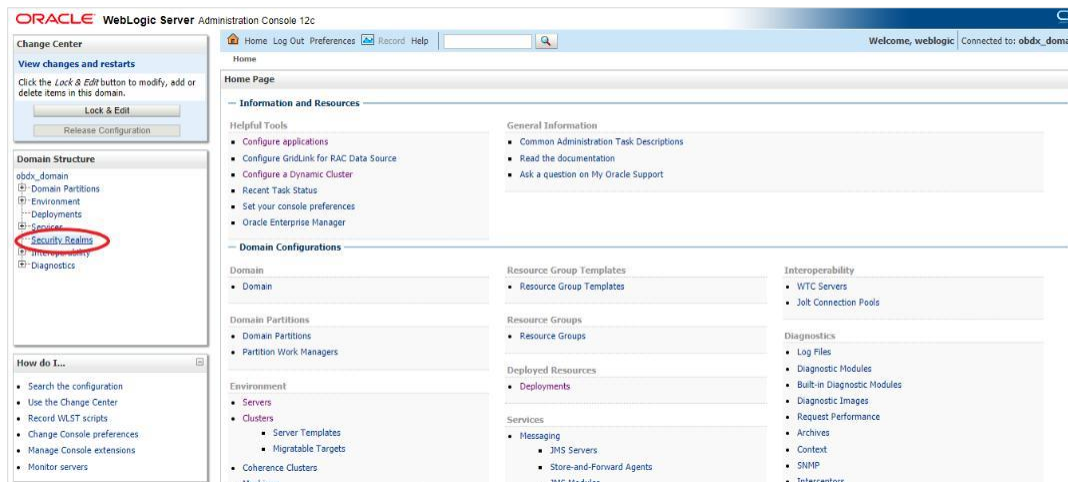 ORACLE WebLogic Server Administration Console 12c
Change Center
View changes and restarts
Click the Lock & Edit button to modify, add or
delete items in this domain.
Lock & Edit
Release Configuration
Domain Structure
obdx_domain
Domain Partitions
Environment
Deployments
Services
Security Realms
Interoperability
Diagnostics
How do I...
Search the configuration
Use the Change Center
Record WLST scripts
Change Console preferences
Manage Console extensions
Monitor servers
Home Log Out Preferences Record Help
Welcome, weblogic Connected to: obdx_doma
Home
Home Page
Information and Resources
Helpful Tools
Configure applications
Configure GridLink for RAC Data Source
Configure a Dynamic Cluster
Recent Task Status
Set your console preferences
Oracle Enterprise Manager
General Information
Common Administration Task Descriptions
Read the documentation
Ask a question on My Oracle Support
Domain Configurations
Domain
Domain
Domain Partitions
Domain Partitions
Partition Work Managers
Environment
Servers
Clusters
Server Templates
Migratable Targets
Coherence Clusters
Resource Group Templates
Resource Group Templates
Resource Groups
Resource Groups
Deployed Resources
Deployments
Services
Messaging
JMS Servers
Store-and-Forward Agents
JMS Modules
Interoperability
WTC Servers
Jolt Connection Pools
Diagnostics
Log Files
Diagnostic Modules
Built-in Diagnostic Modules
Diagnostic Images
Request Performance
Archives
Context
SNMP
Interceptors